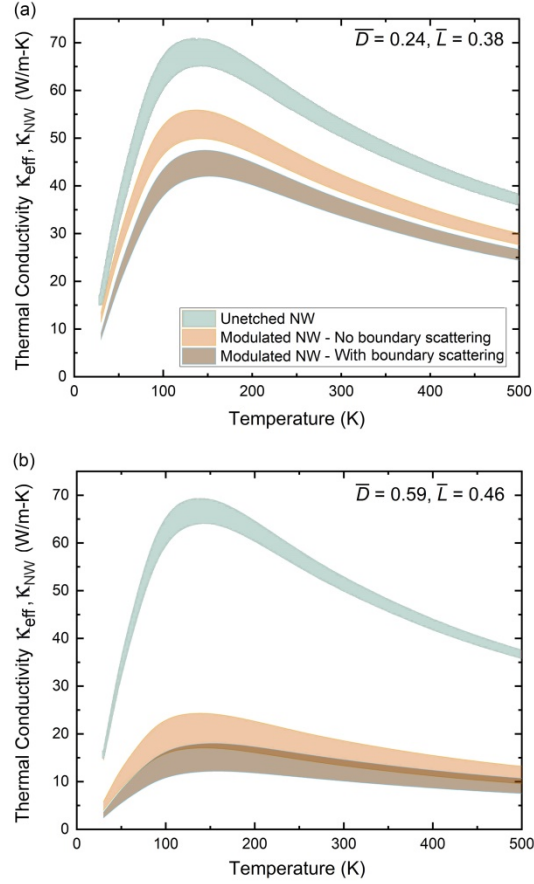 (a)
D̅ = 0.24, L̅ = 0.38
Thermal Conductivity κeff, κNW (W/m-K)
70
60
50
40
30
20
10
0
Unetched NW
Modulated NW - No boundary scattering
Modulated NW - With boundary scattering
0 100 200 300 400 500
Temperature (K)
(b)
D̅ = 0.59, L̅ = 0.46
Thermal Conductivity κeff, κNW (W/m-K)
70
60
50
40
30
20
10
0
0 100 200 300 400 500
Temperature (K)